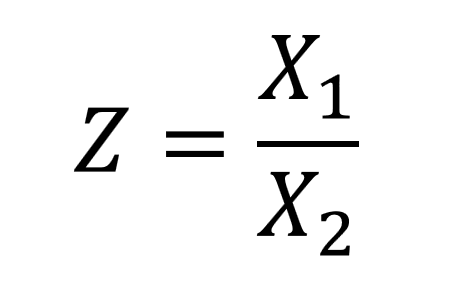 Z = X₁ / X₂